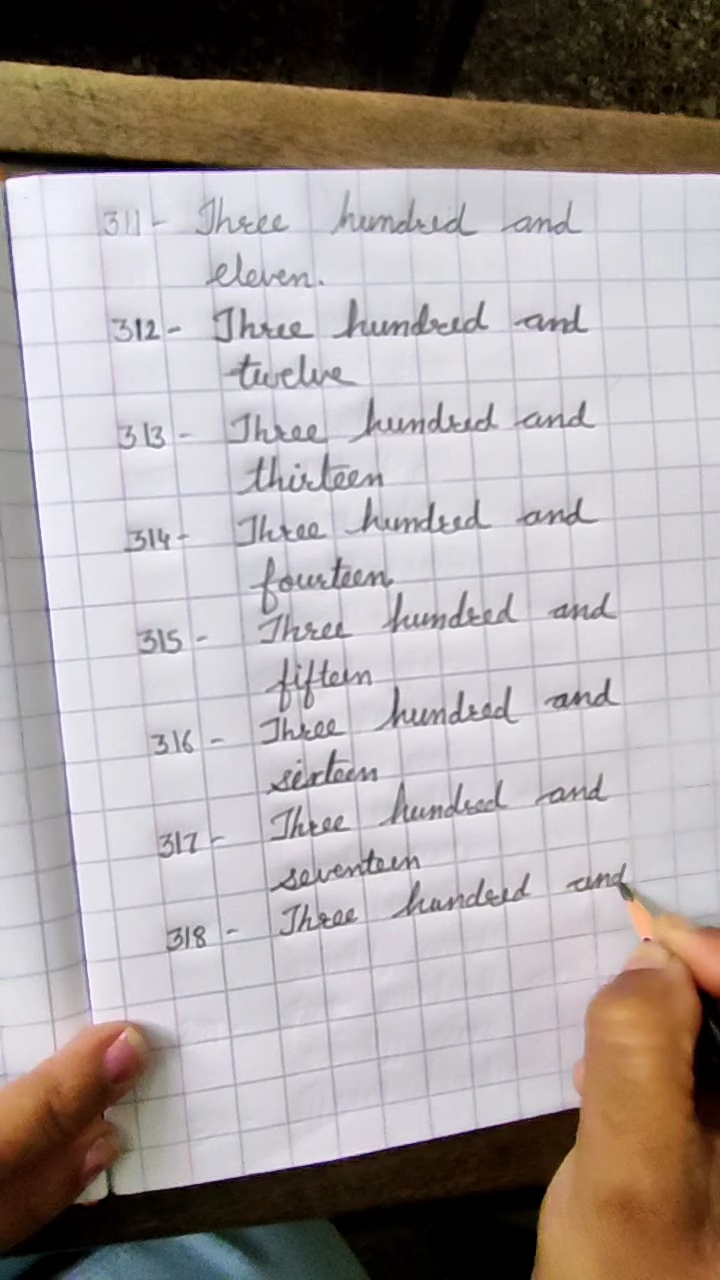 311- Three hundred and
eleven.
312- Three hundred and
twelve
313- Three hundred and
thirteen
314- Three hundred and
fourteen
315- Three hundred and
fifteen
316- Three hundred and
sixteen
317- Three hundred and
seventeen
318- Three hundred and